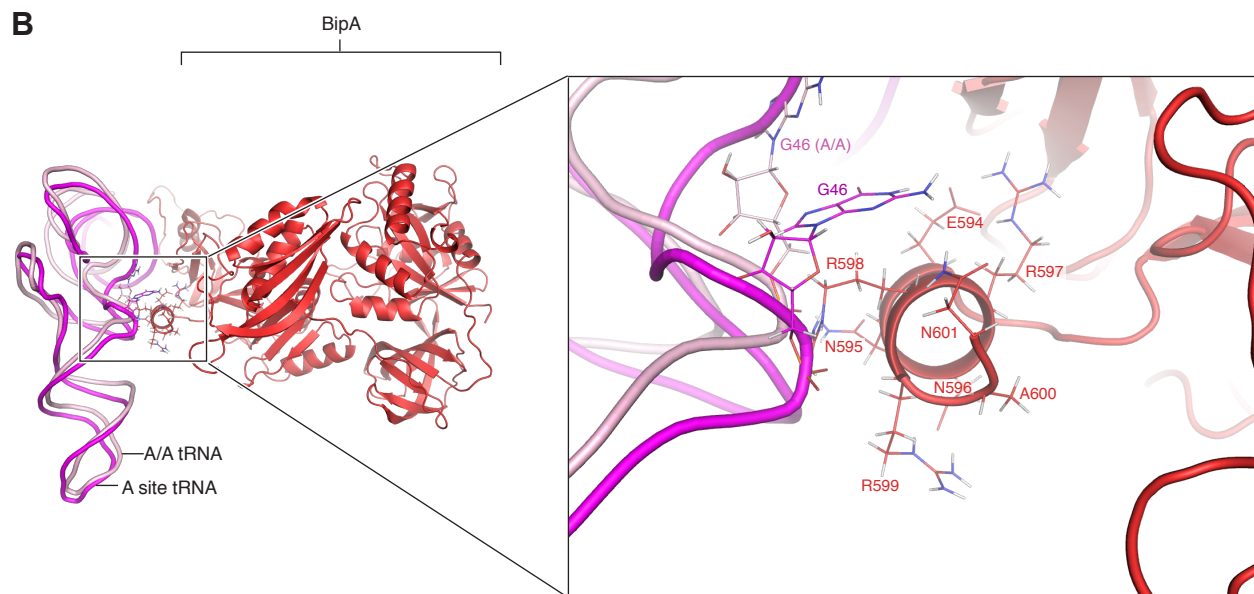 B
BipA
A/A tRNA
A site tRNA
G46 (A/A)
G46
E594
R598
R597
N595
N601
N596
A600
R599